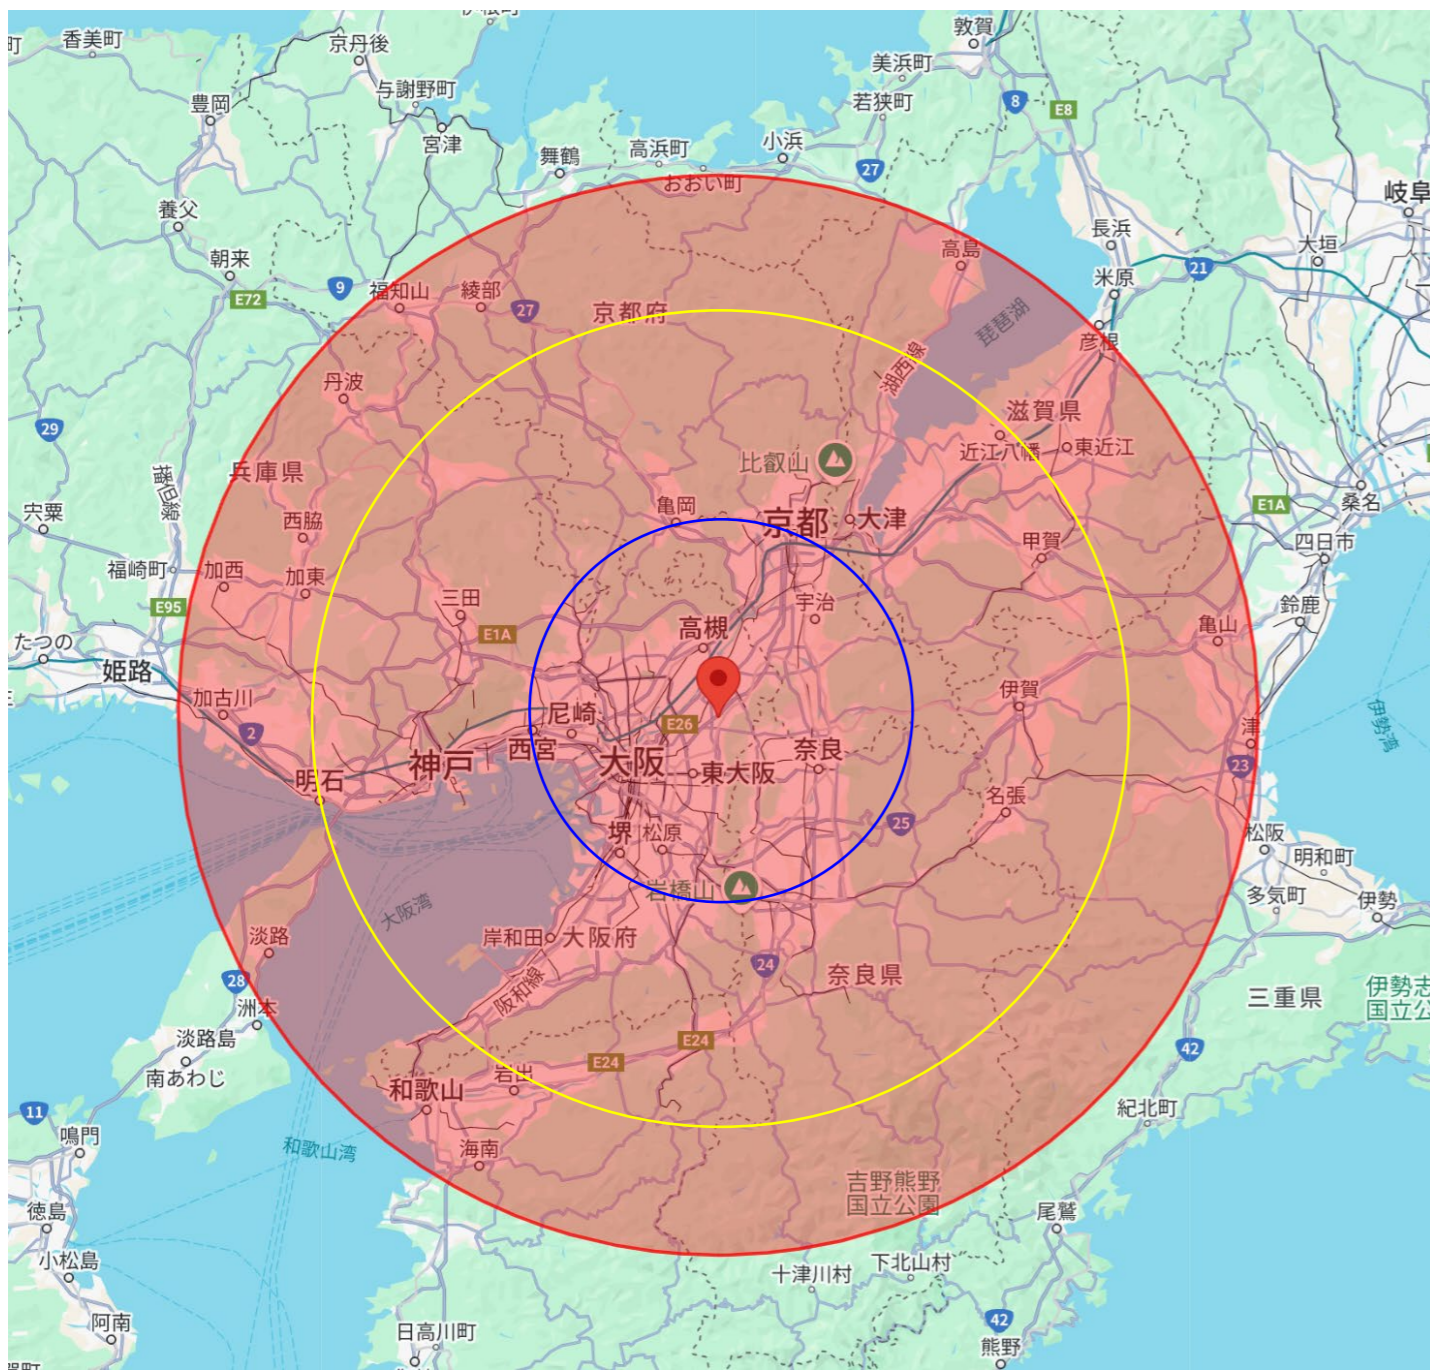 香美町
京丹後
敦賀
美浜町
与謝野町
豊岡
若狭町
8
E8
宮津
舞鶴
高浜町
小浜
27
おおい町
岐阜
養父
長浜
大垣
朝来
高島
21
米原
9
E72
福知山
綾部
27
京都府
琵琶湖
彦根
湖西線
丹波
滋賀県
29
近江八幡
東近江
比叡山
兵庫県
播但線
亀岡
京都
大津
桑名
E1A
宍粟
西脇
四日市
甲賀
福崎町
加西
加東
三田
宇治
鈴鹿
E95
高槻
亀山
E1A
たつの
姫路
伊賀
加古川
尼崎
E26
伊勢湾
2
津
西宮
大阪
東大阪
奈良
神戸
23
明石
名張
25
堺
松原
松阪
明和町
岩橋山
多気町
伊勢
大阪湾
淡路
岸和田
大阪府
24
奈良県
28
阪和線
三重県
伊勢志
国立公
洲本
淡路島
E24
42
E24
南あわじ
岩出
和歌山
11
紀北町
鳴門
和歌山湾
海南
吉野熊野
国立公園
徳島
尾鷲
小松島
十津川村
下北山村
阿南
日高川町
42
熊野